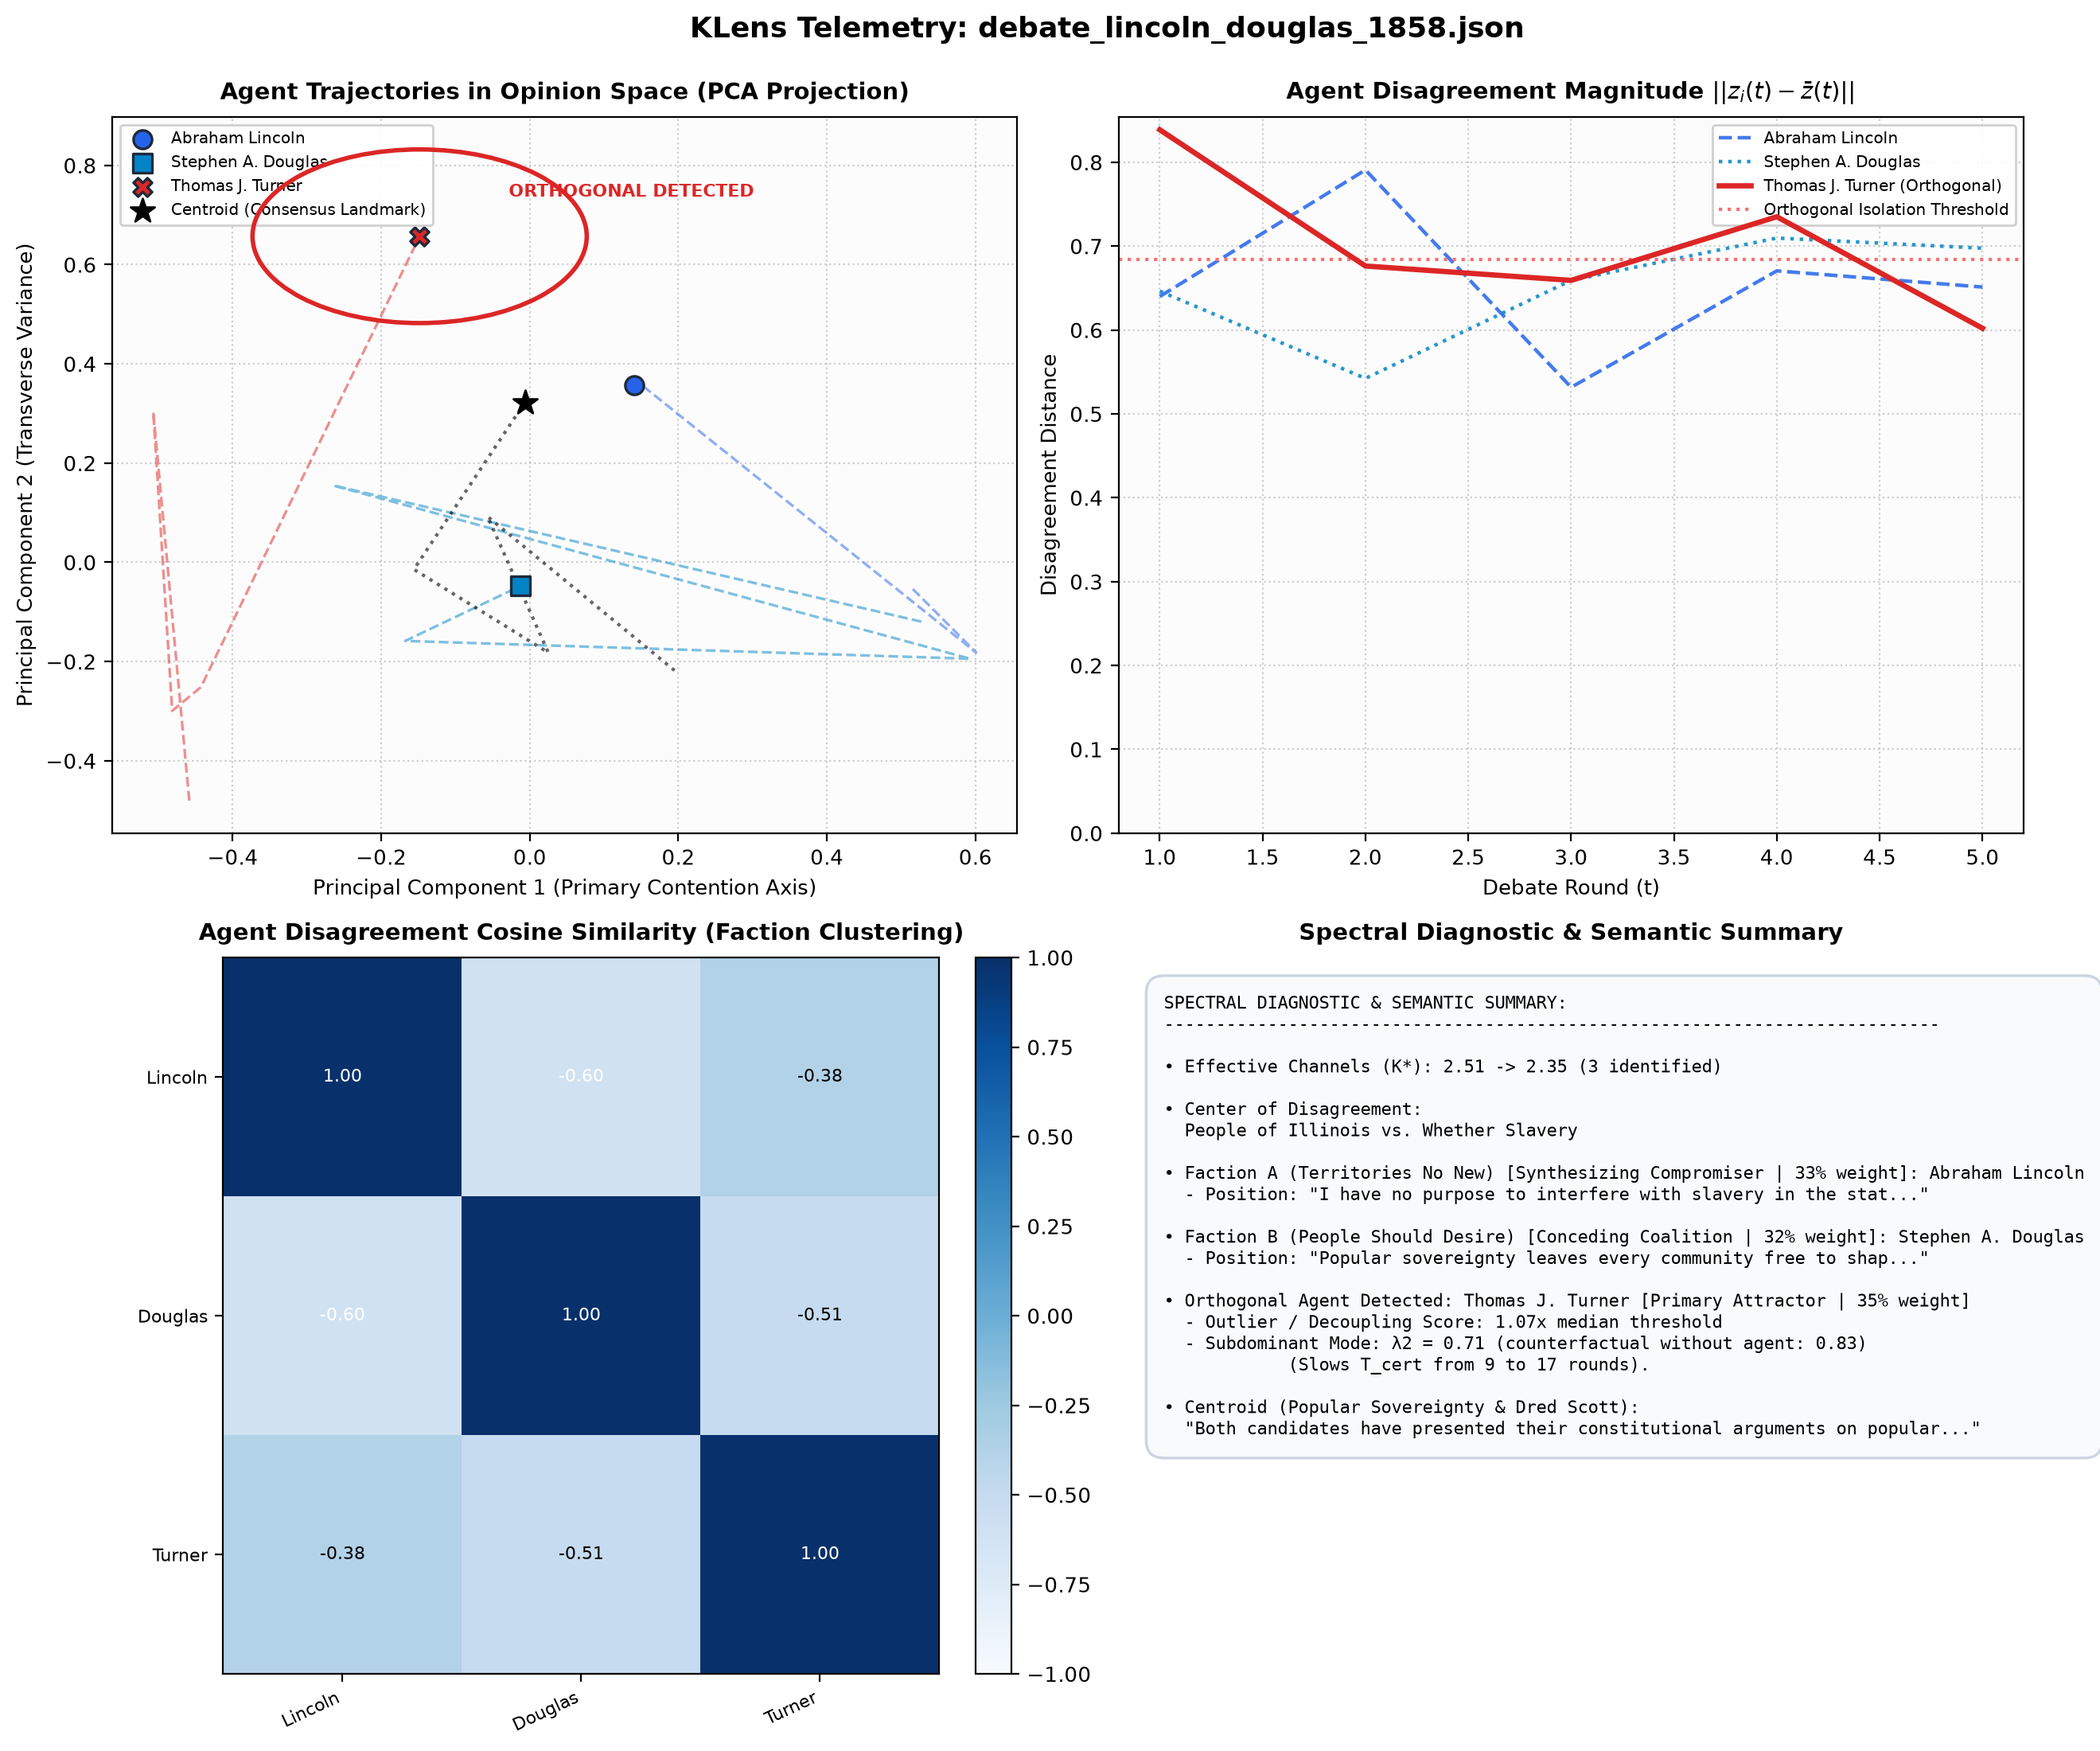 KLens Telemetry: debate_lincoln_douglas_1858.json
Agent Trajectories in Opinion Space (PCA Projection)
Abraham Lincoln
Stephen A. Douglas
Thomas J. Turner
Centroid (Consensus Landmark)
ORTHOGONAL DETECTED
0.8
0.6
0.4
0.2
0.0
−0.2
−0.4
Principal Component 2 (Transverse Variance)
−0.4
−0.2
0.0
0.2
0.4
0.6
Principal Component 1 (Primary Contention Axis)
Agent Disagreement Magnitude ||z_i(t) − z̄(t)||
Abraham Lincoln
Stephen A. Douglas
Thomas J. Turner (Orthogonal)
Orthogonal Isolation Threshold
0.8
0.7
0.6
0.5
0.4
0.3
0.2
0.1
0.0
Disagreement Distance
1.0
1.5
2.0
2.5
3.0
3.5
4.0
4.5
5.0
Debate Round (t)
Agent Disagreement Cosine Similarity (Faction Clustering)
Lincoln
1.00
-0.60
-0.38
Douglas
-0.60
1.00
-0.51
Turner
-0.38
-0.51
1.00
Lincoln
Douglas
Turner
1.00
0.75
0.50
0.25
0.00
−0.25
−0.50
−0.75
−1.00
Spectral Diagnostic & Semantic Summary
SPECTRAL DIAGNOSTIC & SEMANTIC SUMMARY:
---------------------------------------------------------------------------
• Effective Channels (K*): 2.51 -> 2.35 (3 identified)
• Center of Disagreement:
People of Illinois vs. Whether Slavery
• Faction A (Territories No New) [Synthesizing Compromiser | 33% weight]: Abraham Lincoln
- Position: "I have no purpose to interfere with slavery in the stat..."
• Faction B (People Should Desire) [Conceding Coalition | 32% weight]: Stephen A. Douglas
- Position: "Popular sovereignty leaves every community free to shap..."
• Orthogonal Agent Detected: Thomas J. Turner [Primary Attractor | 35% weight]
- Outlier / Decoupling Score: 1.07x median threshold
- Subdominant Mode: λ2 = 0.71 (counterfactual without agent: 0.83)
(Slows T_cert from 9 to 17 rounds).
• Centroid (Popular Sovereignty & Dred Scott):
"Both candidates have presented their constitutional arguments on popular..."